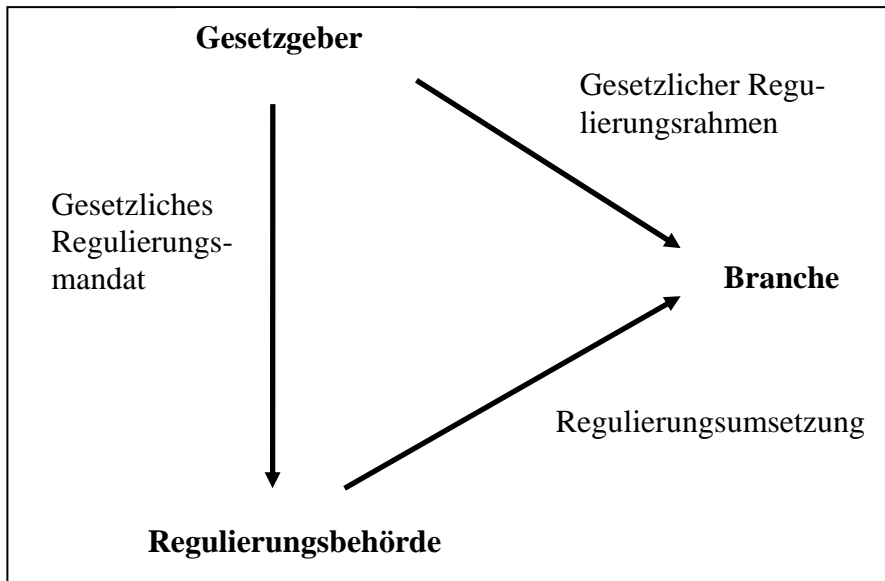 Gesetzgeber
Gesetzlicher Regu-
lierungsrahmen
Gesetzliches
Regulierungs-
mandat
Branche
Regulierungsumsetzung
Regulierungsbehörde